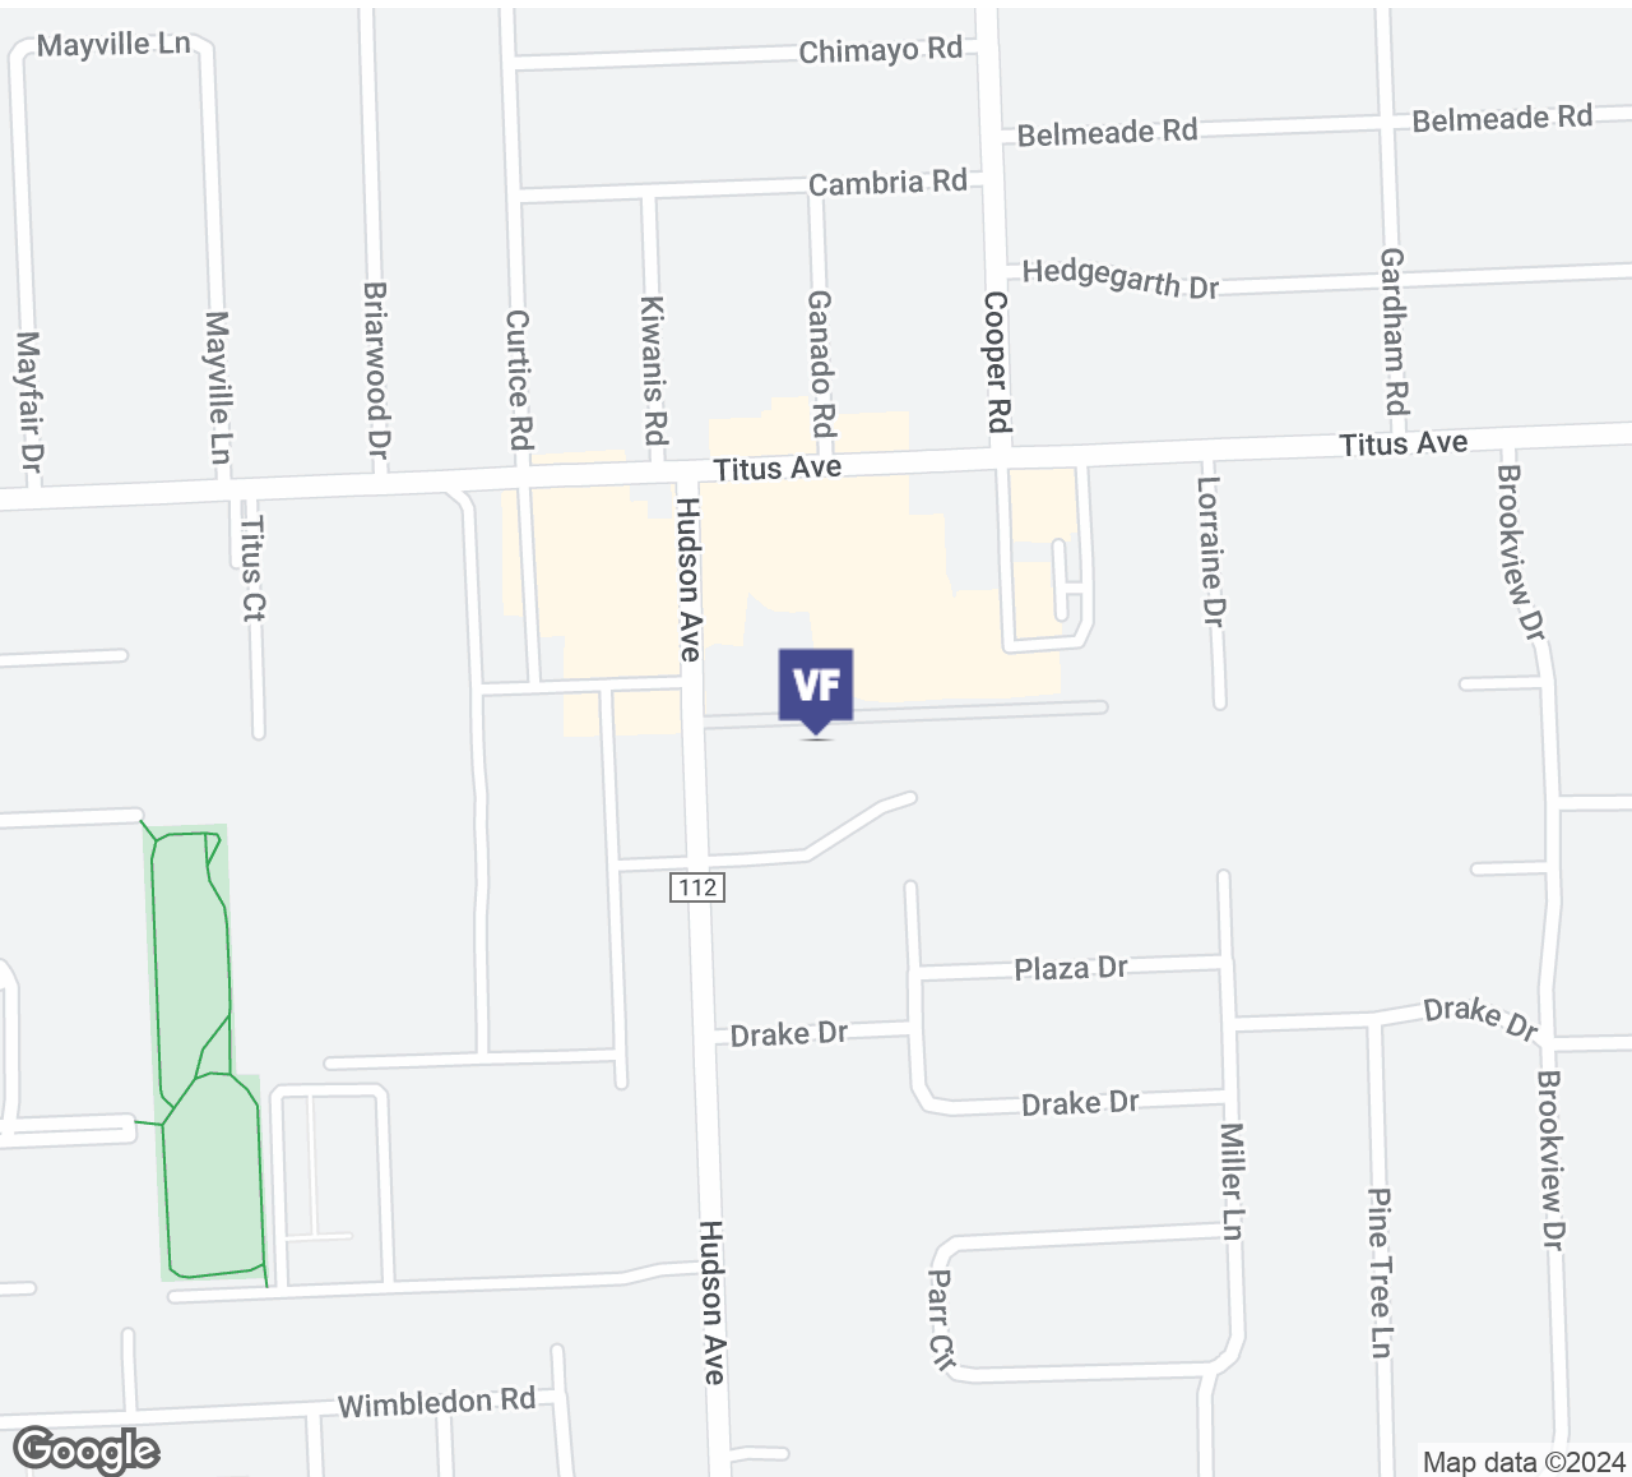 Mayville Ln
Chimayo Rd
Belmeade Rd
Belmeade Rd
Cambria Rd
Hedgegarth Dr
Mayfair Dr
Mayville Ln
Briarwood Dr
Curtice Rd
Kiwanis Rd
Ganado Rd
Cooper Rd
Gardham Rd
Titus Ave
Titus Ave
Titus Ct
Hudson Ave
Lorraine Dr
Brookview Dr
VF
112
Plaza Dr
Drake Dr
Drake Dr
Drake Dr
Miller Ln
Brookview Dr
Pine Tree Ln
Hudson Ave
Parr Cir
Wimbledon Rd
Google
Map data ©2024